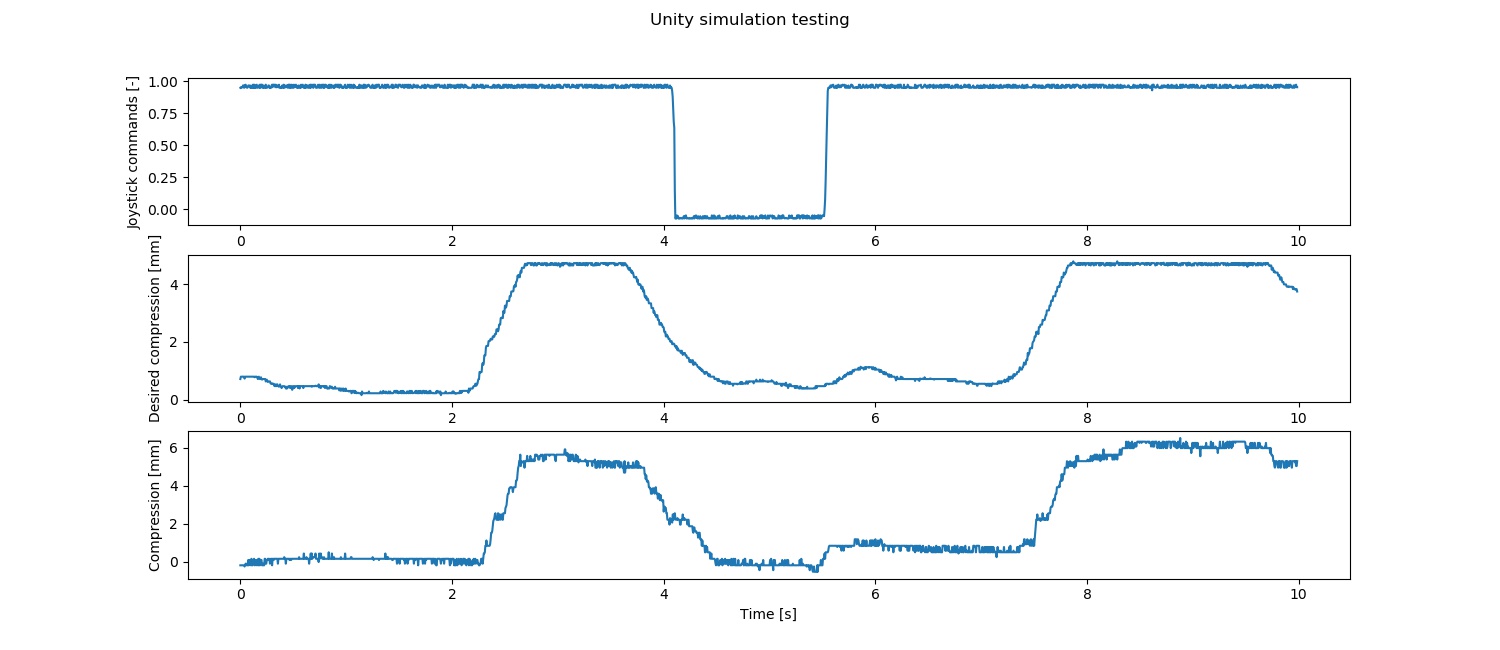 Unity simulation testing
Joystick commands [-]
1.00
0.75
0.50
0.25
0.00
0 2 4 6 8 10
Desired compression [mm]
4
2
0
0 2 4 6 8 10
Compression [mm]
6
4
2
0
0 2 4 6 8 10
Time [s]